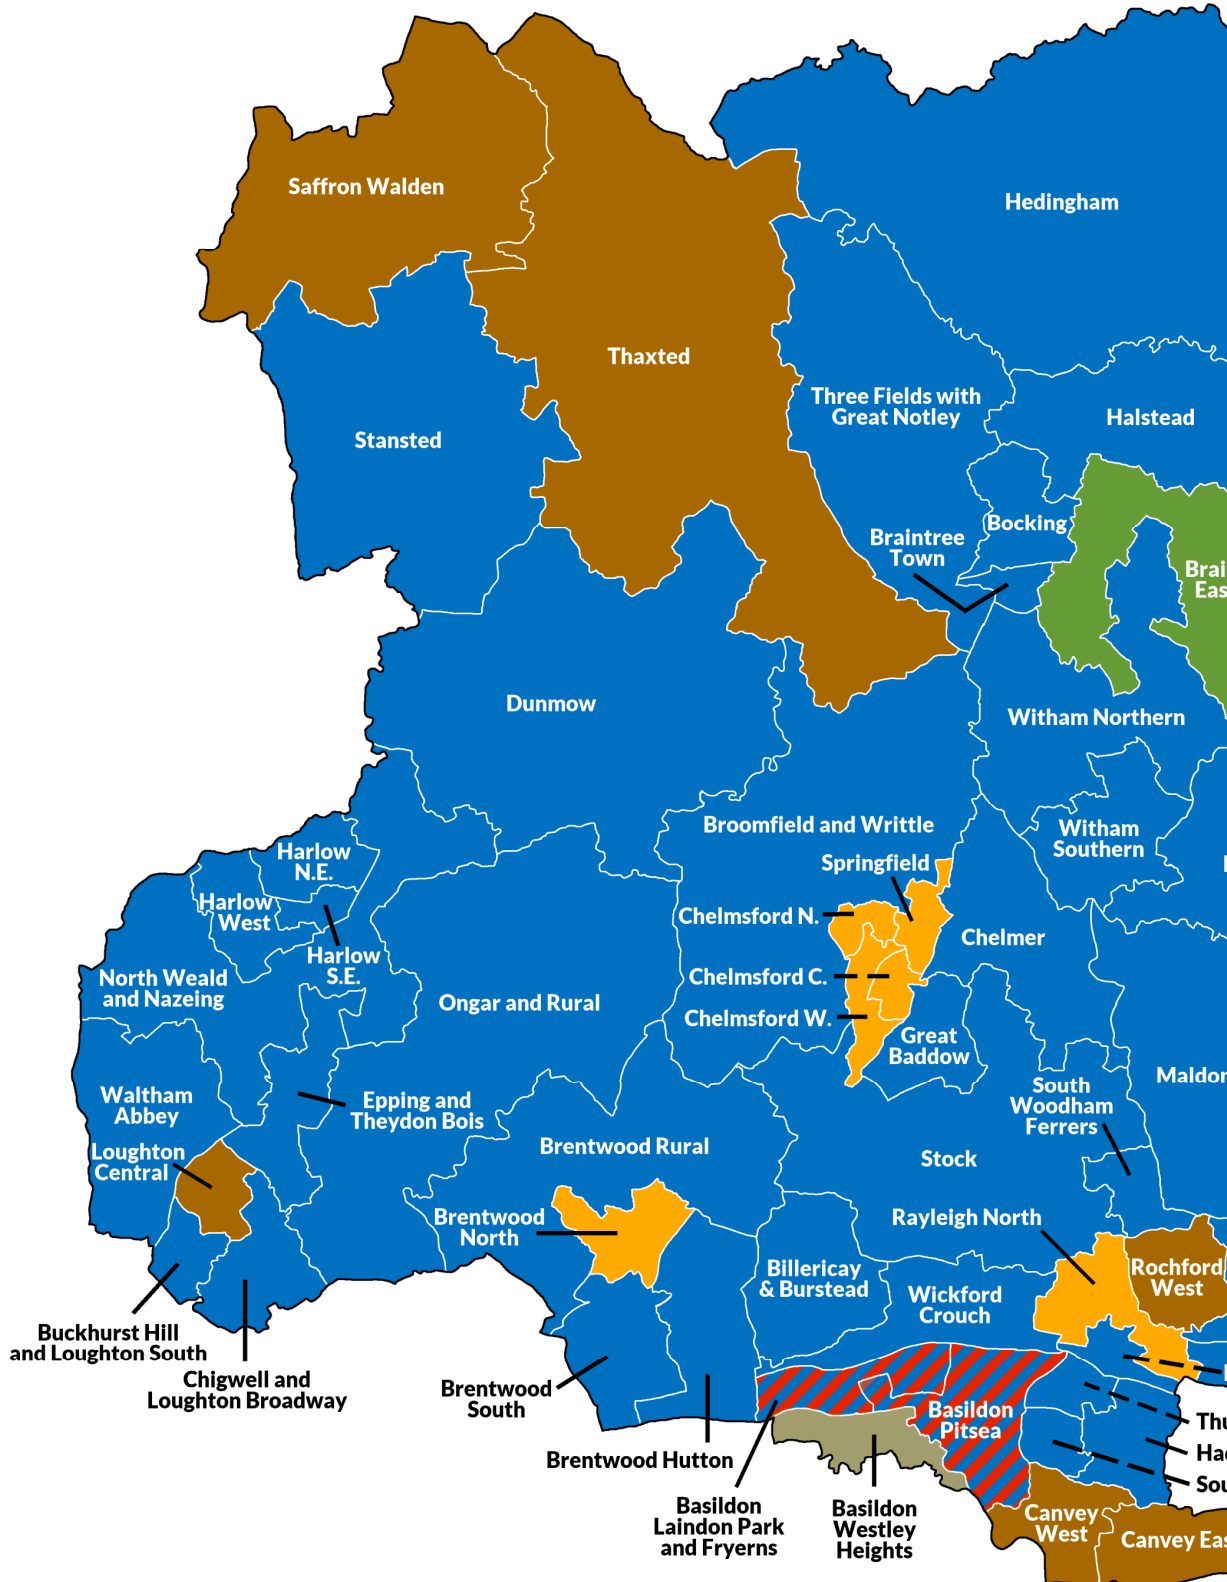 Saffron Walden
Hedingham
Thaxted
Three Fields with
Great Notley
Halstead
Stansted
Bocking
Braintree
Town
Brai
Eas
Dunmow
Witham Northern
Broomfield and Writtle
Witham
Southern
Springfield
Harlow
N.E.
Harlow
West
Chelmsford N.
Chelmer
Harlow
S.E.
North Weald
and Nazeing
Chelmsford C.
Ongar and Rural
Chelmsford W.
Great
Baddow
Maldon
South
Woodham
Ferrers
Waltham
Abbey
Epping and
Theydon Bois
Loughton
Central
Brentwood Rural
Stock
Brentwood
North
Rayleigh North
Billericay
& Burstead
Rochford
West
Wickford
Crouch
Buckhurst Hill
and Loughton South
Chigwell and
Loughton Broadway
Brentwood
South
Basildon
Pitsea
Thu
Had
Sou
Brentwood Hutton
Basildon
Laindon Park
and Fryerns
Basildon
Westley
Heights
Canvey
West
Canvey Eas